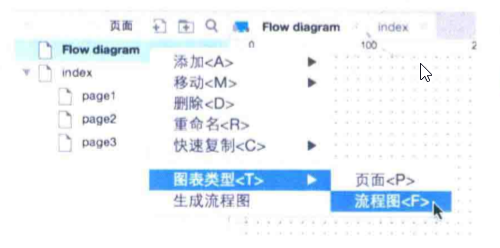 页面 Flow diagram index
0 100 2
Flow diagram
index
page1
page2
page3
添加<A>
移动<M>
删除<D>
重命名<R>
快速复制<C>
图表类型<T>
生成流程图
页面<P>
流程图<F>